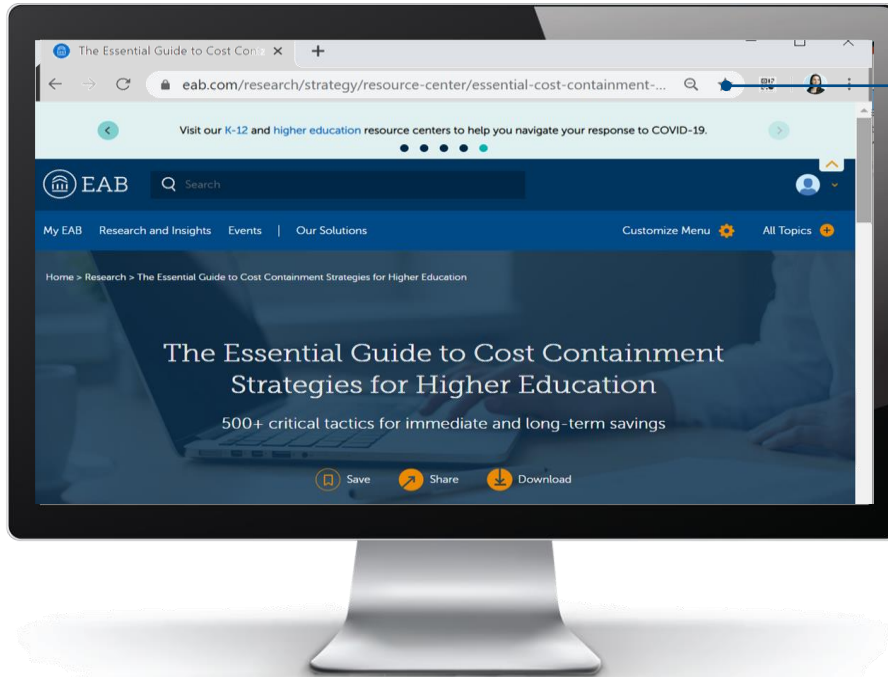 The Essential Guide to Cost Con
eab.com/research/strategy/resource-center/essential-cost-containment-...
Visit our K-12 and higher education resource centers to help you navigate your response to COVID-19.
EAB
Search
My EAB Research and Insights Events | Our Solutions Customize Menu All Topics
Home > Research > The Essential Guide to Cost Containment Strategies for Higher Education
The Essential Guide to Cost Containment
Strategies for Higher Education
500+ critical tactics for immediate and long-term savings
Save Share Download